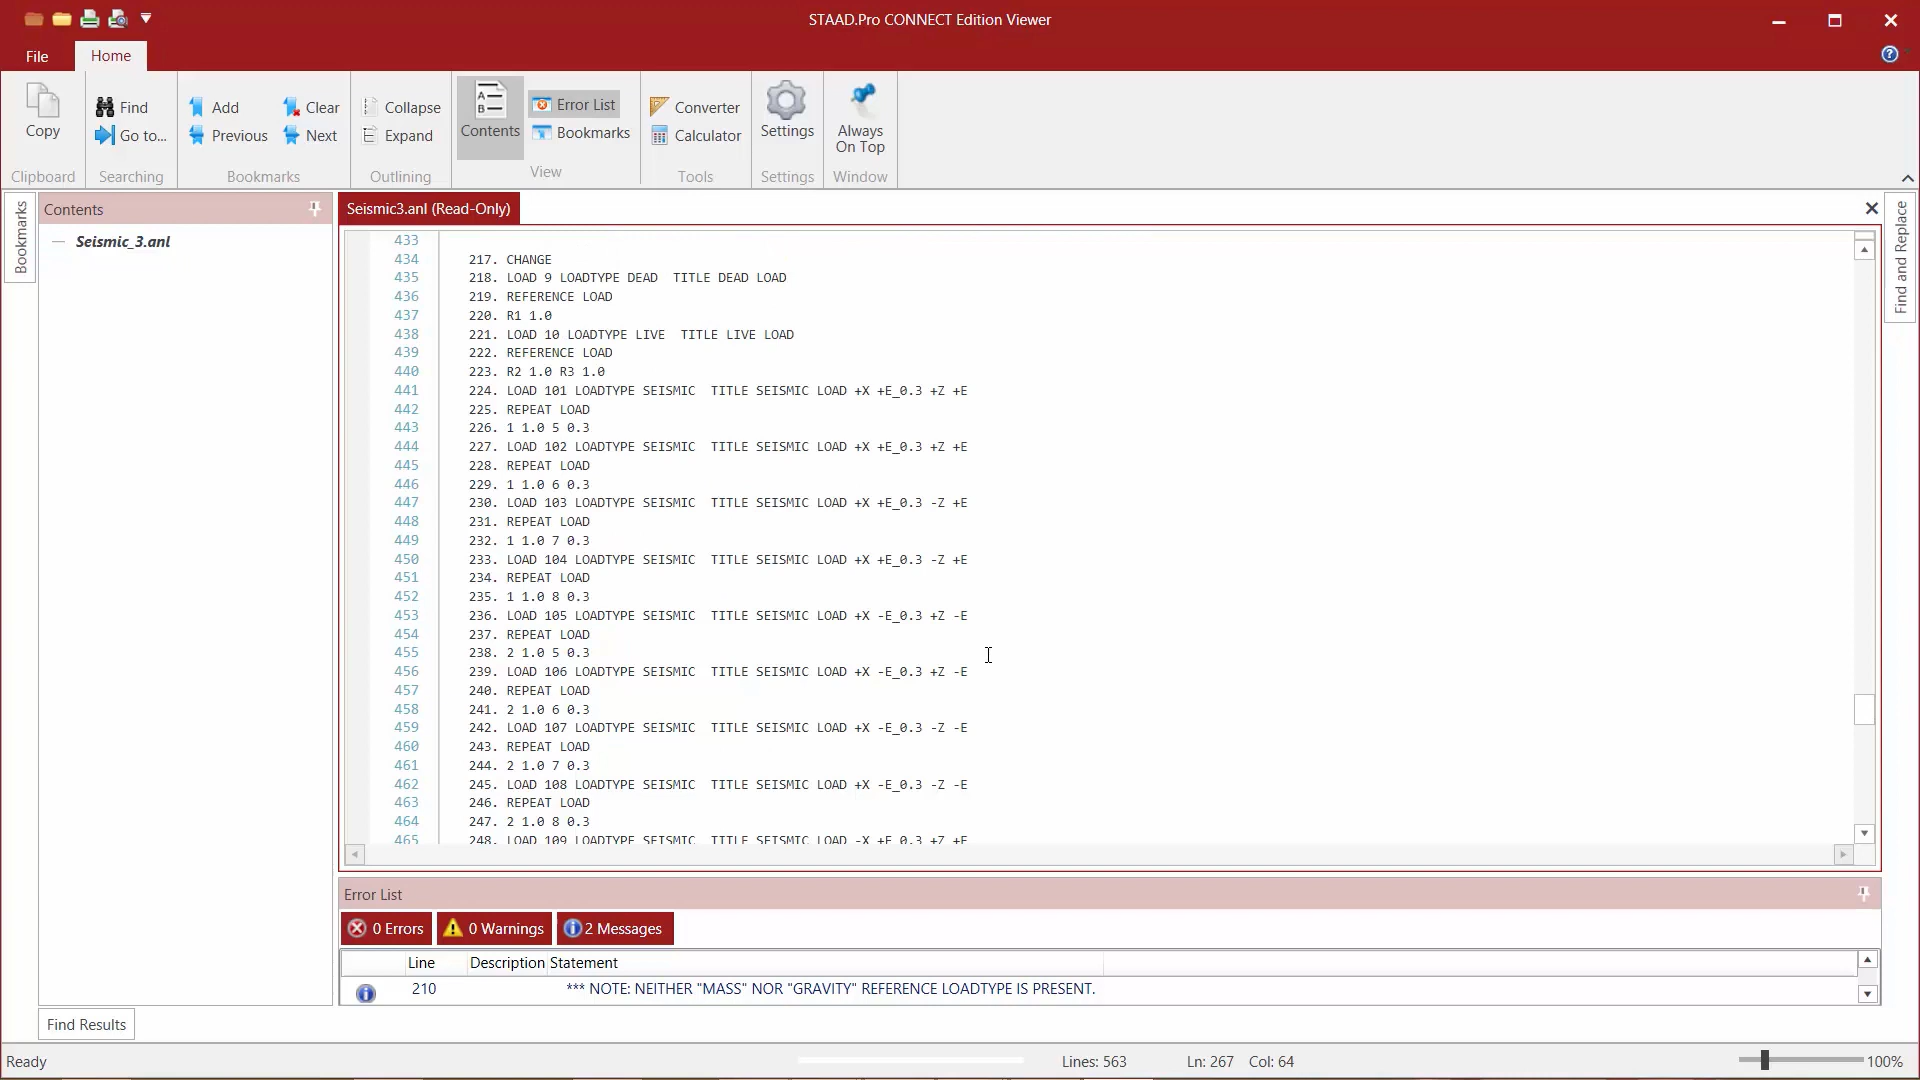 STAAD.Pro CONNECT Edition Viewer
File
Home
Copy
Find
Go to...
Add
Previous
Clear
Next
Collapse
Expand
Contents
Error List
Bookmarks
Converter
Calculator
Settings
Always
On Top
Clipboard
Searching
Bookmarks
Outlining
View
Tools
Settings
Window
Bookmarks
Contents
Seismic_3.anl
Seismic3.anl (Read-Only)
Find and Replace
433
434 217. CHANGE
435 218. LOAD 9 LOADTYPE DEAD TITLE DEAD LOAD
436 219. REFERENCE LOAD
437 220. R1 1.0
438 221. LOAD 10 LOADTYPE LIVE TITLE LIVE LOAD
439 222. REFERENCE LOAD
440 223. R2 1.0 R3 1.0
441 224. LOAD 101 LOADTYPE SEISMIC TITLE SEISMIC LOAD +X +E_0.3 +Z +E
442 225. REPEAT LOAD
443 226. 1 1.0 5 0.3
444 227. LOAD 102 LOADTYPE SEISMIC TITLE SEISMIC LOAD +X +E_0.3 +Z +E
445 228. REPEAT LOAD
446 229. 1 1.0 6 0.3
447 230. LOAD 103 LOADTYPE SEISMIC TITLE SEISMIC LOAD +X +E_0.3 -Z +E
448 231. REPEAT LOAD
449 232. 1 1.0 7 0.3
450 233. LOAD 104 LOADTYPE SEISMIC TITLE SEISMIC LOAD +X +E_0.3 -Z +E
451 234. REPEAT LOAD
452 235. 1 1.0 8 0.3
453 236. LOAD 105 LOADTYPE SEISMIC TITLE SEISMIC LOAD +X -E_0.3 +Z -E
454 237. REPEAT LOAD
455 238. 2 1.0 5 0.3
456 239. LOAD 106 LOADTYPE SEISMIC TITLE SEISMIC LOAD +X -E_0.3 +Z -E
457 240. REPEAT LOAD
458 241. 2 1.0 6 0.3
459 242. LOAD 107 LOADTYPE SEISMIC TITLE SEISMIC LOAD +X -E_0.3 -Z -E
460 243. REPEAT LOAD
461 244. 2 1.0 7 0.3
462 245. LOAD 108 LOADTYPE SEISMIC TITLE SEISMIC LOAD +X -E_0.3 -Z -E
463 246. REPEAT LOAD
464 247. 2 1.0 8 0.3
465 248. LOAD 109 LOADTYPE SEISMIC TITLE SEISMIC LOAD -X +E_0.3 +Z +E
Error List
0 Errors
0 Warnings
2 Messages
Line Description Statement
210 *** NOTE: NEITHER "MASS" NOR "GRAVITY" REFERENCE LOADTYPE IS PRESENT.
Find Results
Ready
Lines: 563
Ln: 267
Col: 64
100%